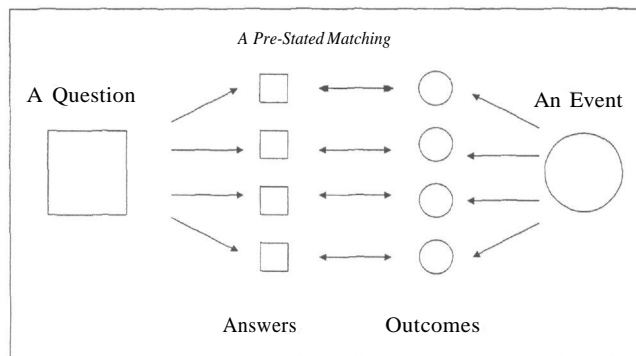 A Pre-Stated Matching
A Question
An Event
Answers
Outcomes